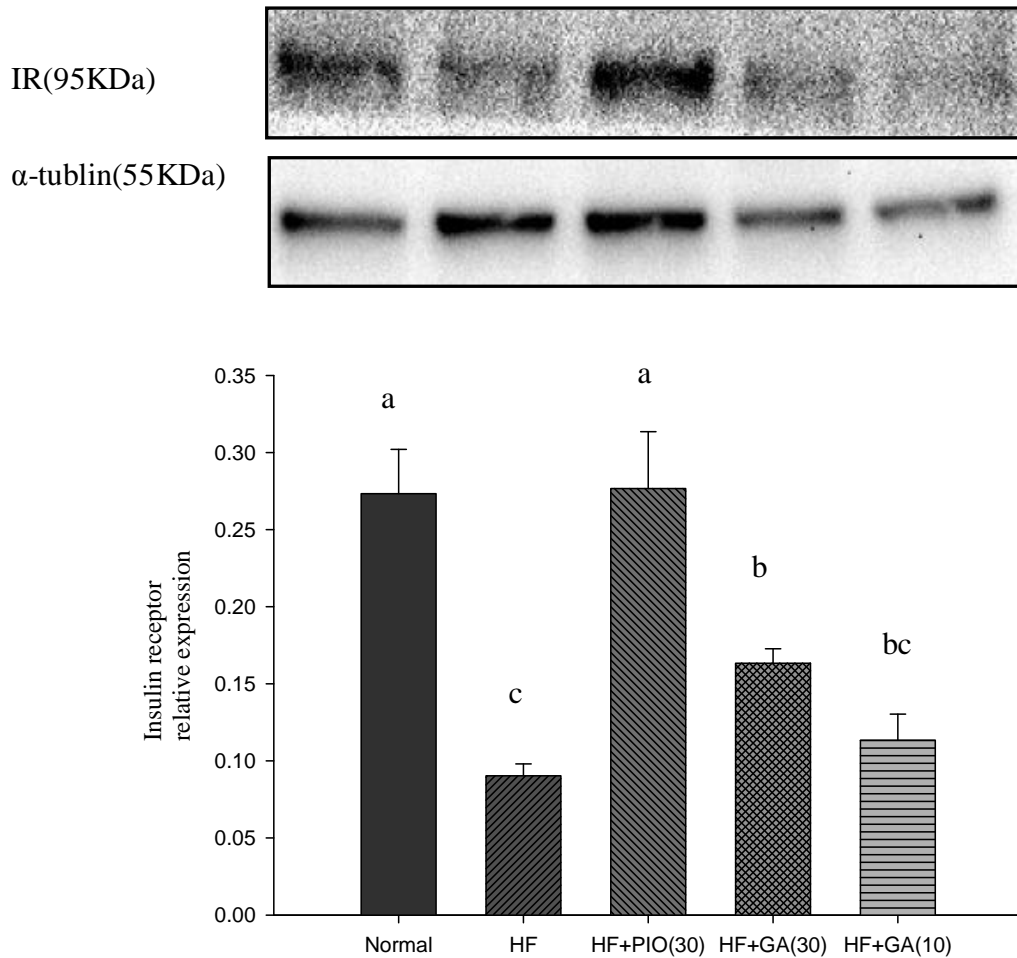 IR(95KDa)
α-tublin(55KDa)
0.35
0.30
0.25
0.20
0.15
0.10
0.05
0.00
Insulin receptor
relative expression
a
c
a
b
bc
Normal
HF
HF+PIO(30)
HF+GA(30)
HF+GA(10)